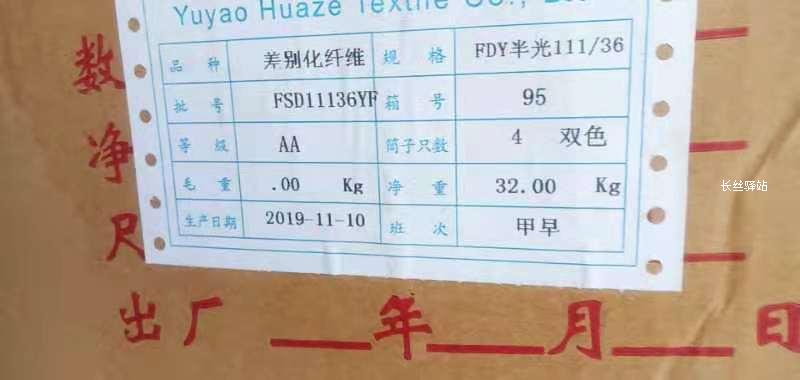 Yuyao Huaze Textile Co.,
品 种 差别化纤维 规 格 FDY半光111/36
批 号 FSD11136YF 箱 号 95
等 级 AA 筒子只数 4 双色
毛 重 .00 Kg 净 重 32.00 Kg
生产日期 2019-11-10 班 次 甲早
数
净
尺
出厂 年 月 日
长丝驿站